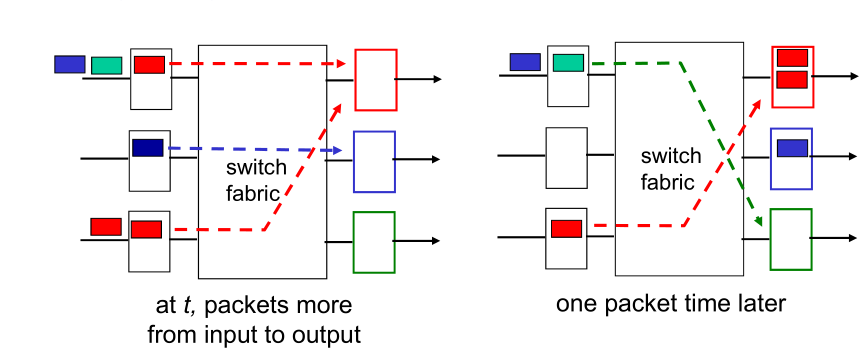 switch
fabric
at t, packets more
from input to output
switch
fabric
one packet time later